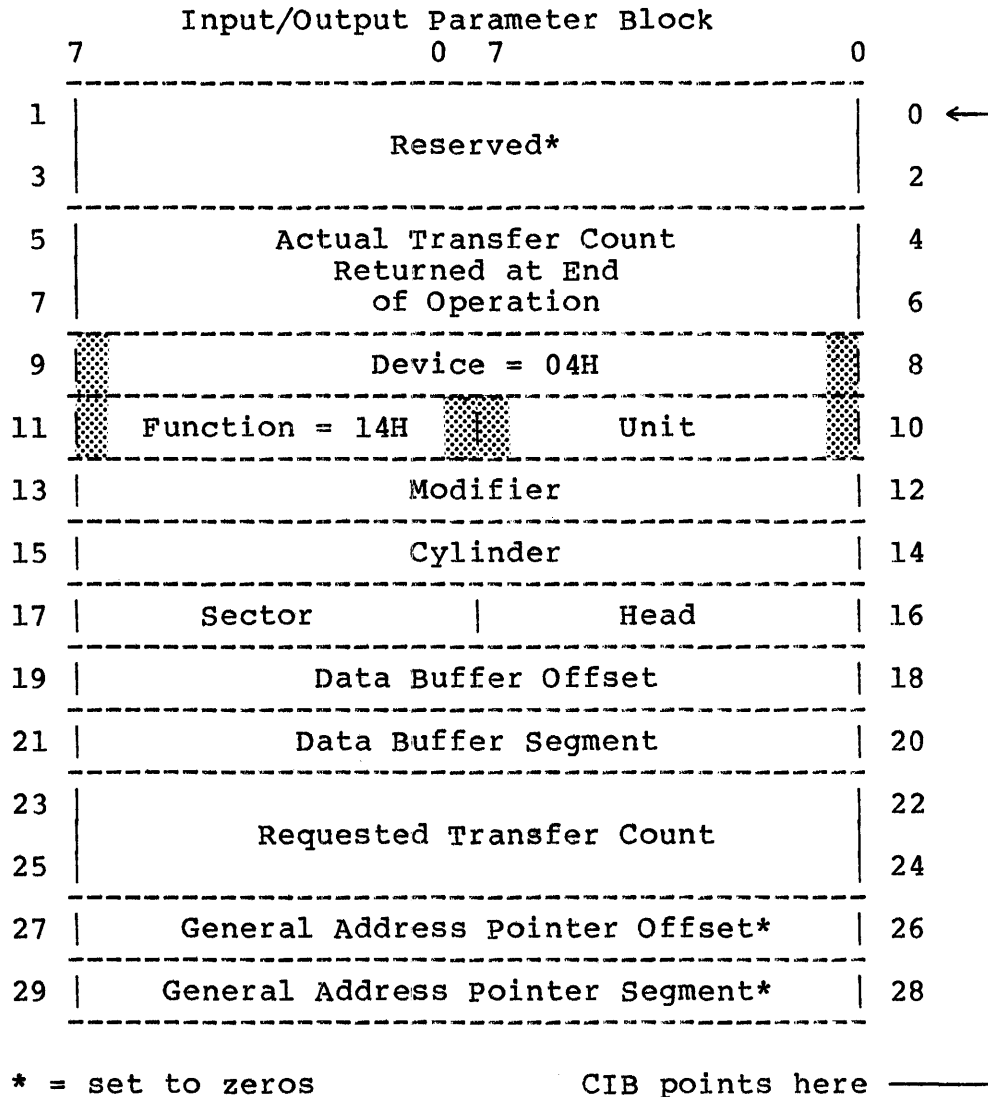 Input/Output Parameter Block
7 0 7 0
1 0
Reserved*
3 2
5 Actual Transfer Count 4
Returned at End
7 of Operation 6
9 Device = 04H 8
11 Function = 14H Unit 10
13 Modifier 12
15 Cylinder 14
17 Sector Head 16
19 Data Buffer Offset 18
21 Data Buffer Segment 20
23 22
Requested Transfer Count
25 24
27 General Address Pointer Offset* 26
29 General Address Pointer Segment* 28
* = set to zeros CIB points here